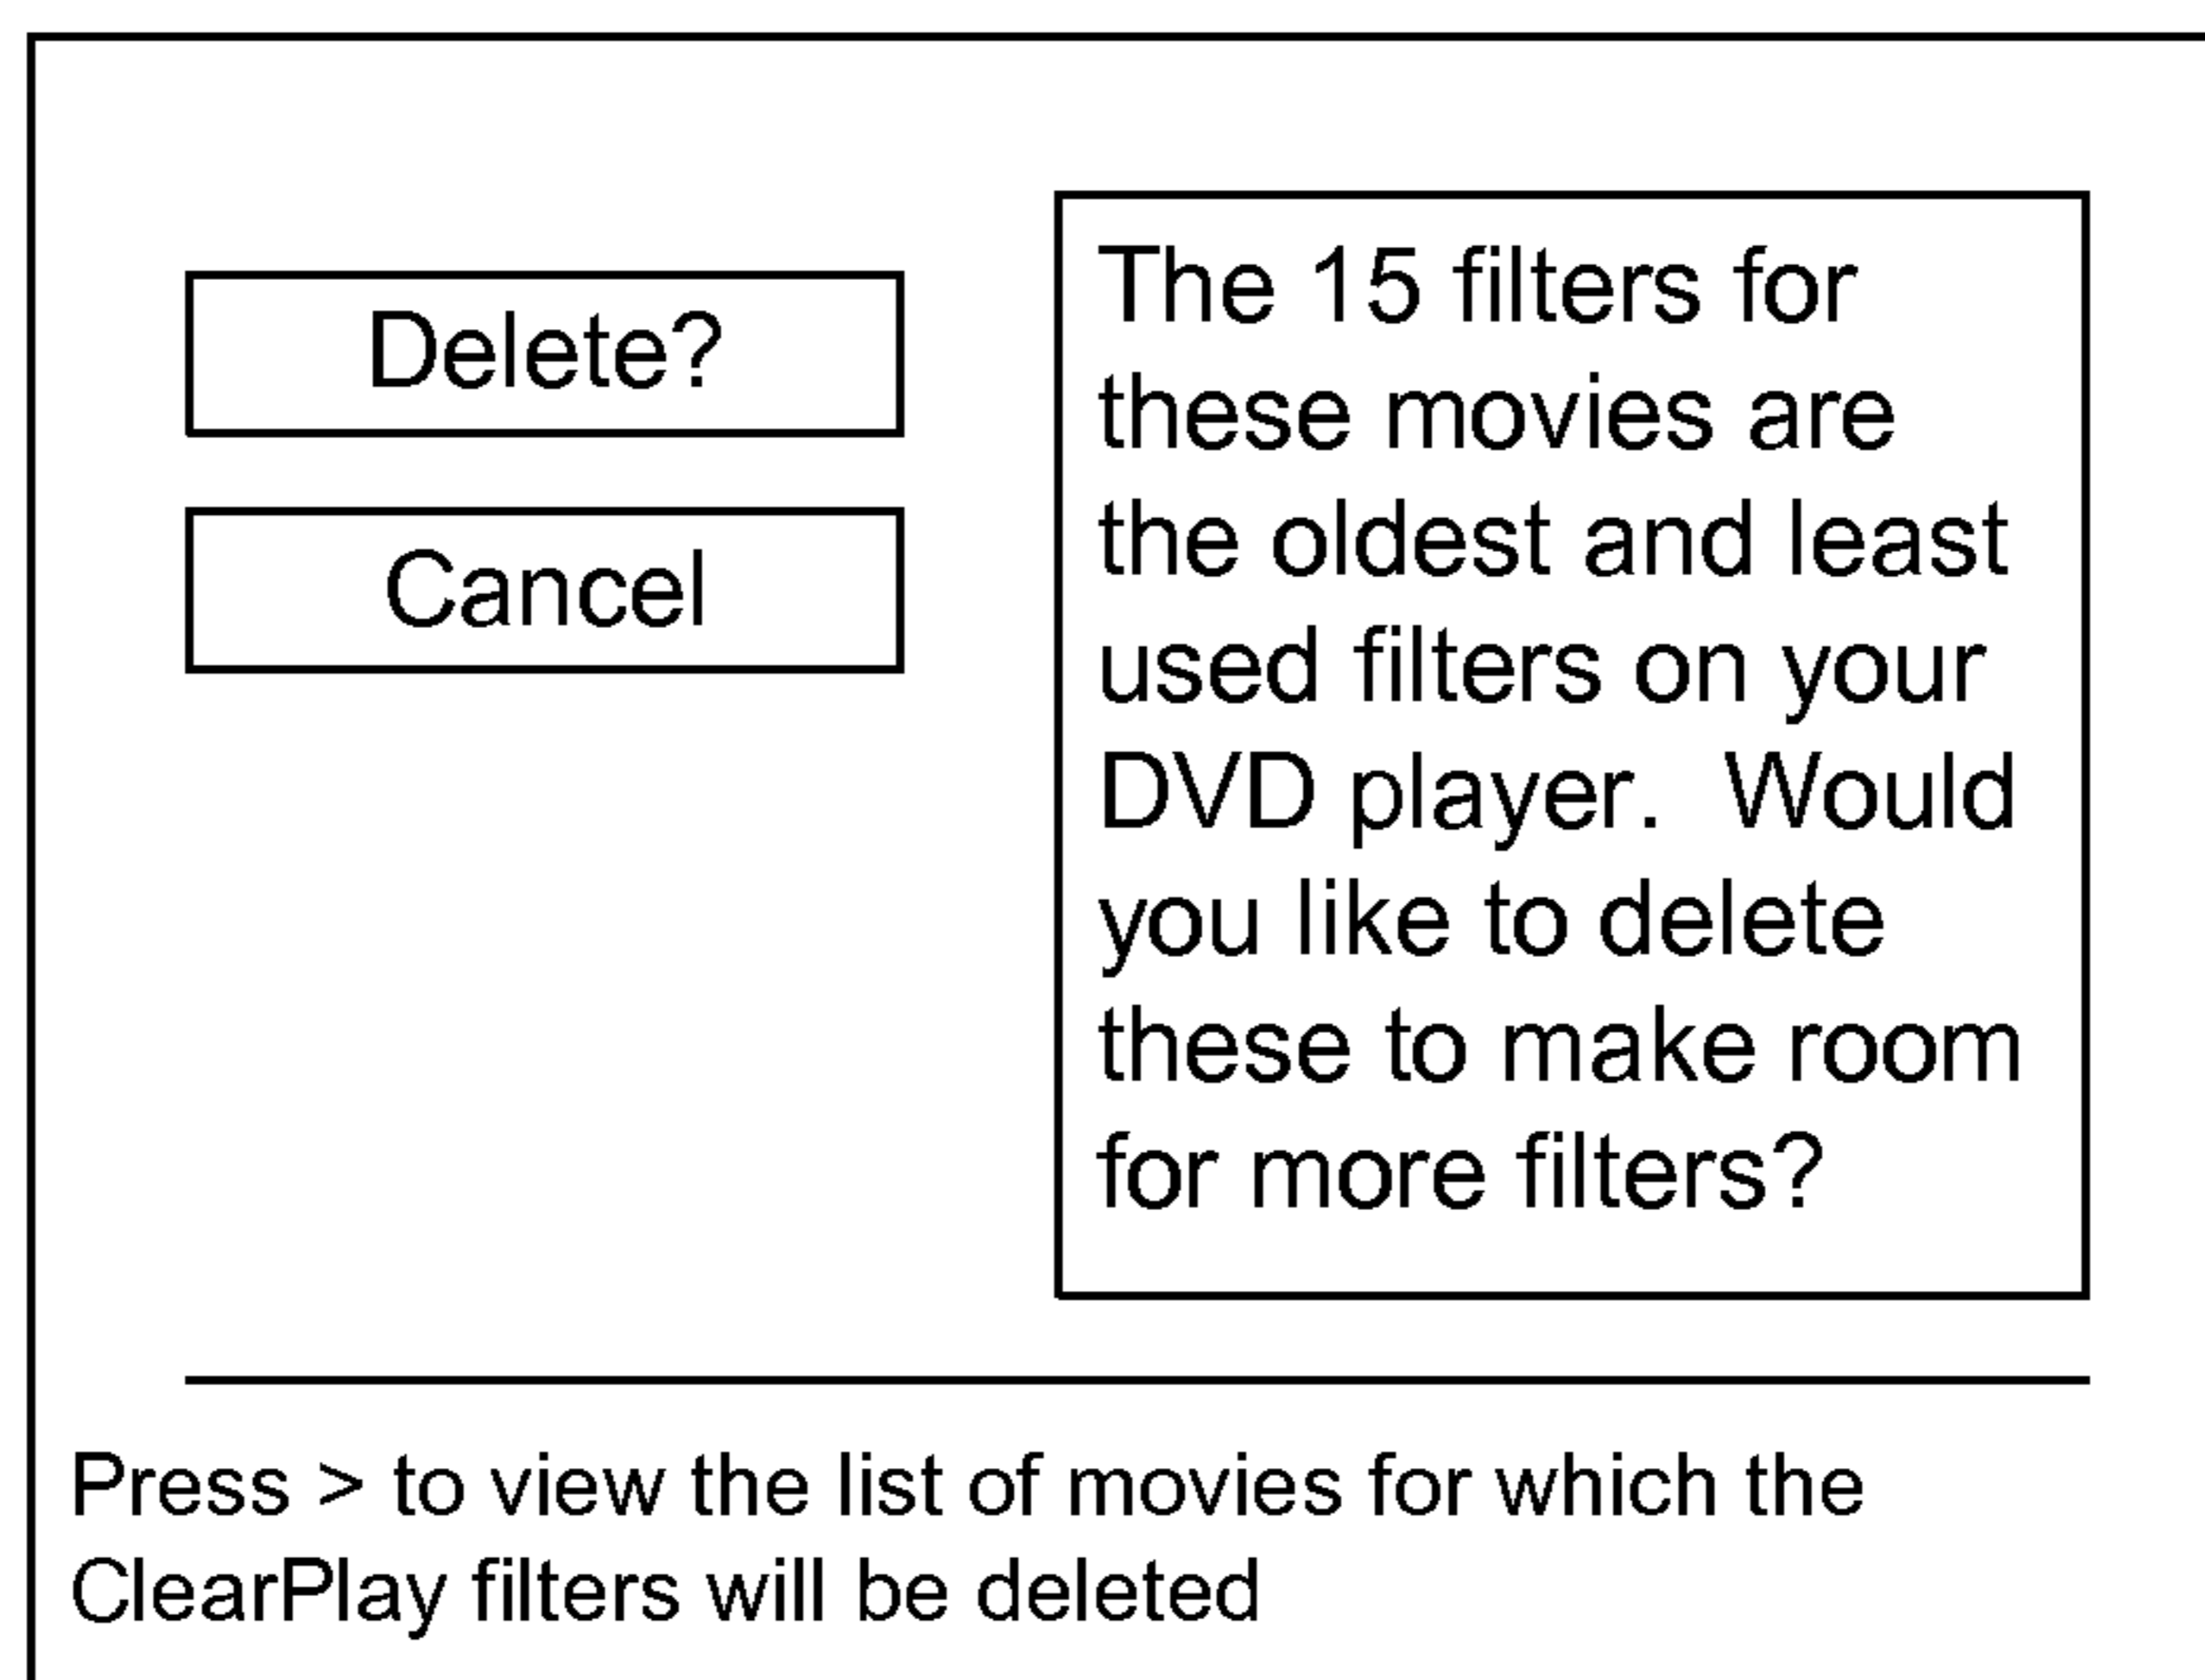 Delete?
Cancel
The 15 filters for
these movies are
the oldest and least
used filters on your
DVD player.  Would
you like to delete
these to make room
for more filters?
Press > to view the list of movies for which the
ClearPlay filters will be deleted